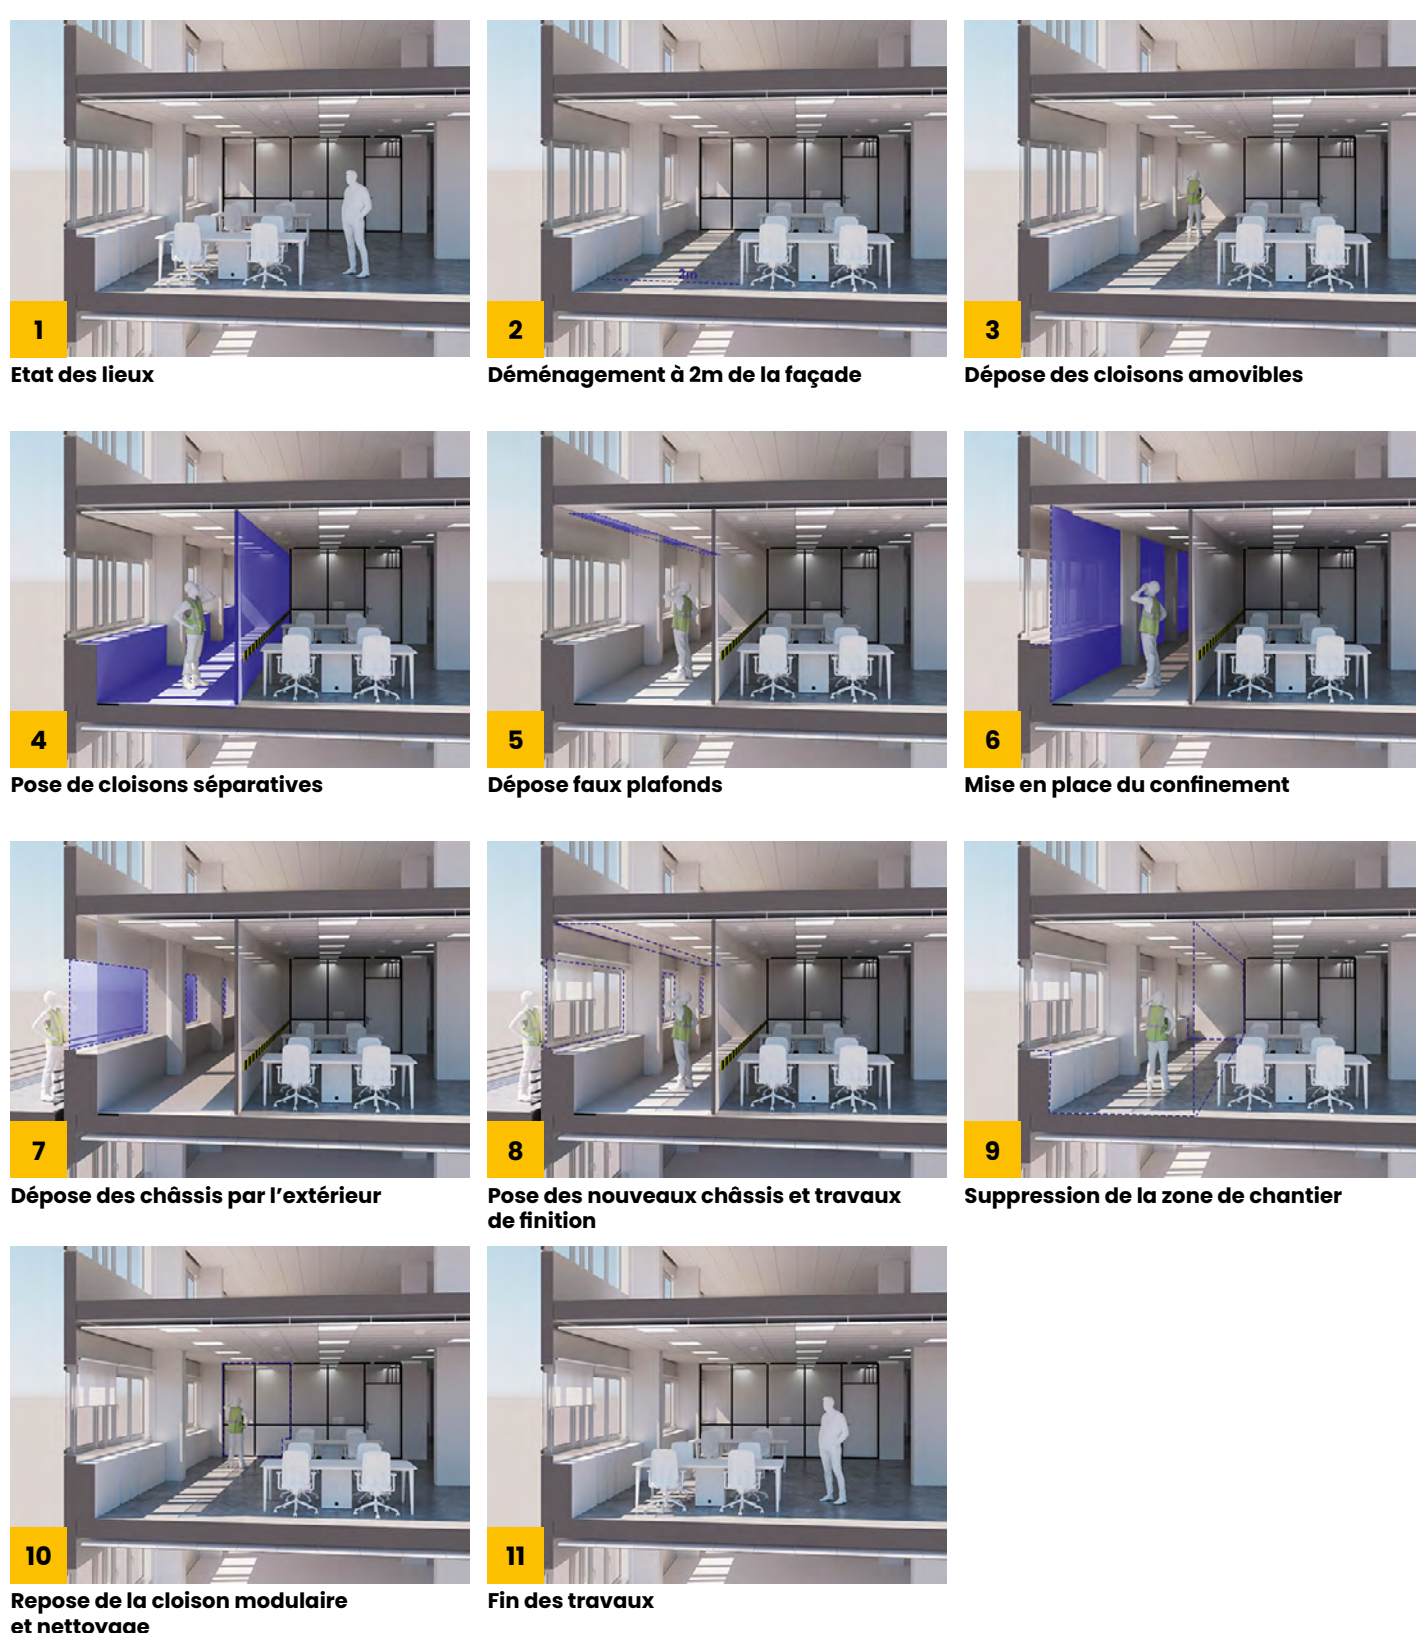 1
Etat des lieux
2m
2
Déménagement à 2m de la façade
3
Dépose des cloisons amovibles
4
Pose de cloisons séparatives
5
Dépose faux plafonds
6
Mise en place du confinement
7
Dépose des châssis par l’extérieur
8
Pose des nouveaux châssis et travaux
de finition
9
Suppression de la zone de chantier
10
Repose de la cloison modulaire
et nettoyage
11
Fin des travaux